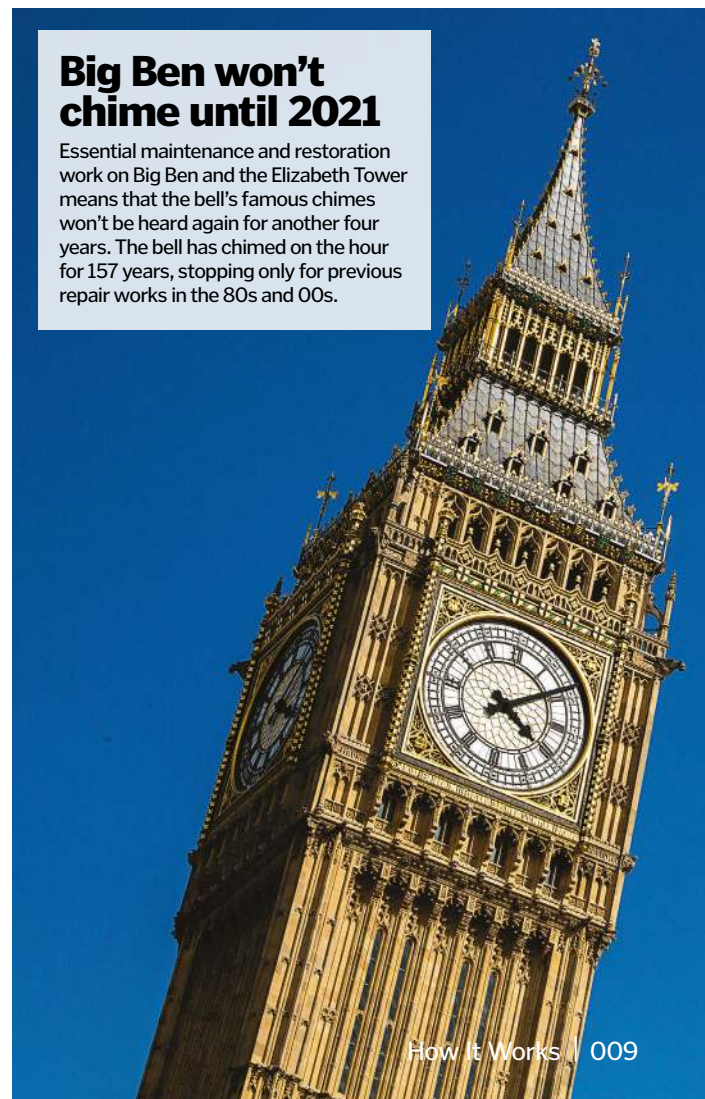 Big Ben won't
chime until 2021
Essential maintenance and restoration
work on Big Ben and the Elizabeth Tower
means that the bell's famous chimes
won't be heard again for another four
years. The bell has chimed on the hour
for 157 years, stopping only for previous
repair works in the 80s and 00s.
How It Works | 009